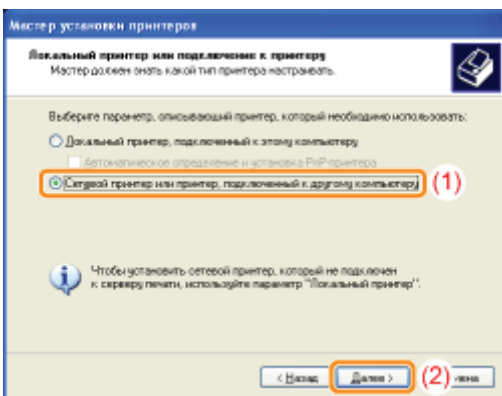 Мастер установки принтеров
Локальный принтер или подключение к принтеру
Мастер должен знать какой тип принтера настраивать.
Выберите параметр, описывающий принтер, который необходимо использовать:
Локальный принтер, подключенный к этому компьютеру
Автоматическое определение и установка PnP-принтера
Сетевой принтер или принтер, подключенный к другому компьютеру
(1)
Чтобы установить сетевой принтер, который не подключен
к серверу печати, используйте параметр "Локальный принтер".
< Назад Далее > (2)